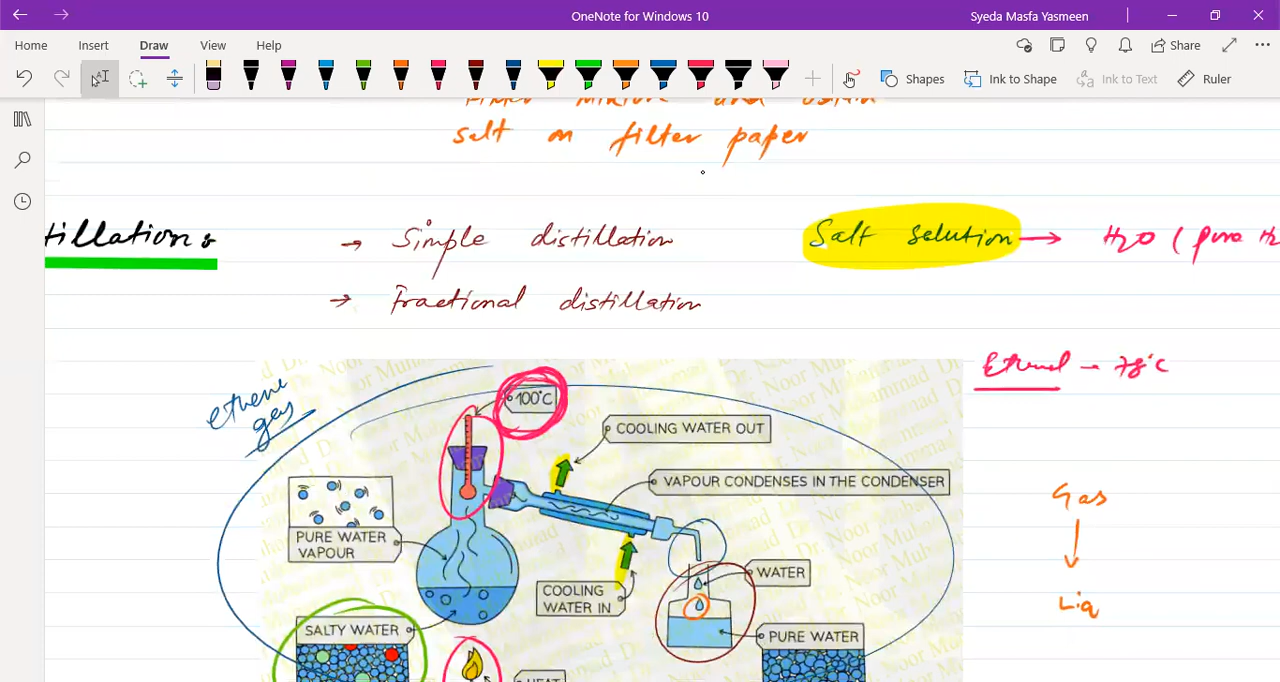 OneNote for Windows 10
Syeda Masfa Yasmeen
Home Insert Draw View Help
Share
Shapes Ink to Shape Ink to Text Ruler
salt on filter paper
tillation
→ Simple distillation
Salt solution → H2O (pure H2
→ Fractional distillation
Ethanol → 78°C
ethene
gas
100°C
COOLING WATER OUT
VAPOUR CONDENSES IN THE CONDENSER
PURE WATER
VAPOUR
Gas
↓
Liq
COOLING
WATER IN
WATER
SALTY WATER
PURE WATER
HEAT